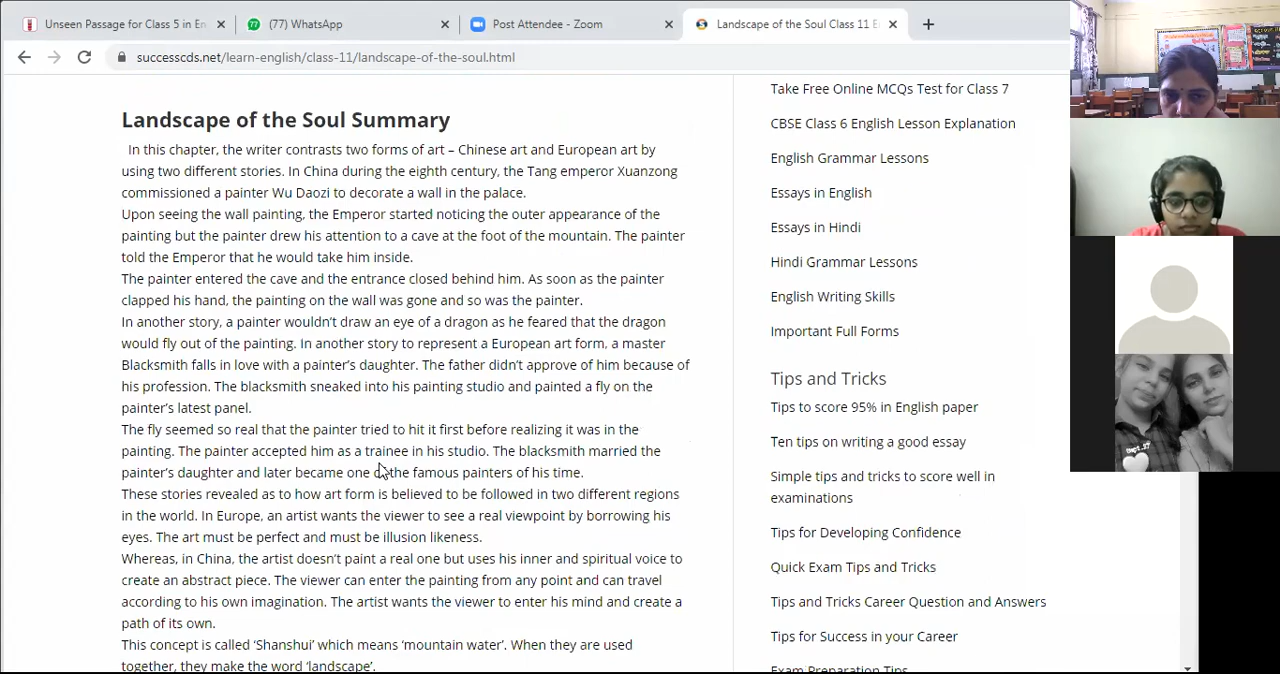 Unseen Passage for Class 5 in En
(77) WhatsApp
Post Attendee - Zoom
Landscape of the Soul Class 11 E
successcds.net/learn-english/class-11/landscape-of-the-soul.html
Landscape of the Soul Summary
In this chapter, the writer contrasts two forms of art – Chinese art and European art by
using two different stories. In China during the eighth century, the Tang emperor Xuanzong
commissioned a painter Wu Daozi to decorate a wall in the palace.
Upon seeing the wall painting, the Emperor started noticing the outer appearance of the
painting but the painter drew his attention to a cave at the foot of the mountain. The painter
told the Emperor that he would take him inside.
The painter entered the cave and the entrance closed behind him. As soon as the painter
clapped his hand, the painting on the wall was gone and so was the painter.
In another story, a painter wouldn't draw an eye of a dragon as he feared that the dragon
would fly out of the painting. In another story to represent a European art form, a master
Blacksmith falls in love with a painter's daughter. The father didn't approve of him because of
his profession. The blacksmith sneaked into his painting studio and painted a fly on the
painter's latest panel.
The fly seemed so real that the painter tried to hit it first before realizing it was in the
painting. The painter accepted him as a trainee in his studio. The blacksmith married the
painter's daughter and later became one of the famous painters of his time.
These stories revealed as to how art form is believed to be followed in two different regions
in the world. In Europe, an artist wants the viewer to see a real viewpoint by borrowing his
eyes. The art must be perfect and must be illusion likeness.
Whereas, in China, the artist doesn't paint a real one but uses his inner and spiritual voice to
create an abstract piece. The viewer can enter the painting from any point and can travel
according to his own imagination. The artist wants the viewer to enter his mind and create a
path of its own.
This concept is called 'Shanshui' which means 'mountain water'. When they are used
together, they make the word 'landscape'.
Take Free Online MCQs Test for Class 7
CBSE Class 6 English Lesson Explanation
English Grammar Lessons
Essays in English
Essays in Hindi
Hindi Grammar Lessons
English Writing Skills
Important Full Forms
Tips and Tricks
Tips to score 95% in English paper
Ten tips on writing a good essay
Simple tips and tricks to score well in
examinations
Tips for Developing Confidence
Quick Exam Tips and Tricks
Tips and Tricks Career Question and Answers
Tips for Success in your Career
Exam Preparation Tips